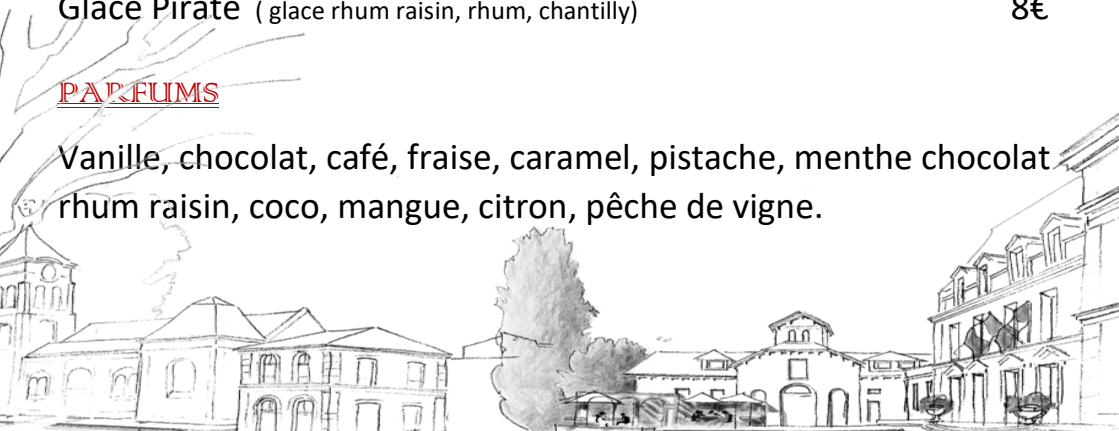 Glace Pirate ( glace rhum raisin, rhum, chantilly) 8€
PARFUMS
Vanille, chocolat, café, fraise, caramel, pistache, menthe chocolat
rhum raisin, coco, mangue, citron, pêche de vigne.